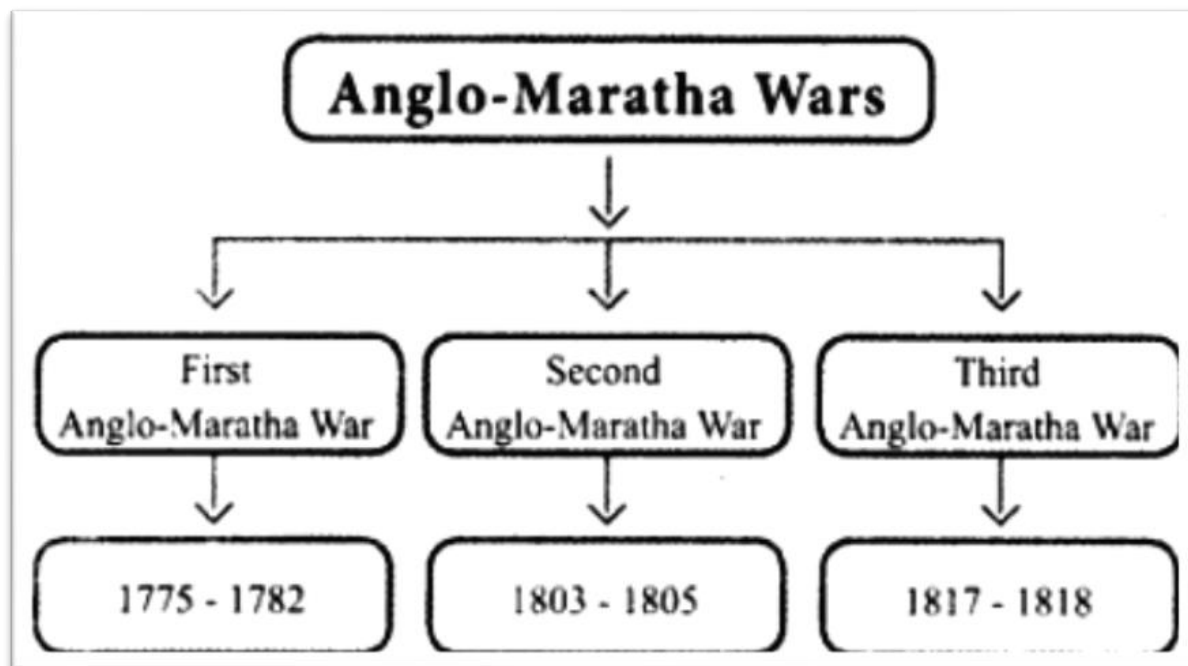 Anglo-Maratha Wars
First
Anglo-Maratha War
Second
Anglo-Maratha War
Third
Anglo-Maratha War
1775 - 1782
1803 - 1805
1817 - 1818